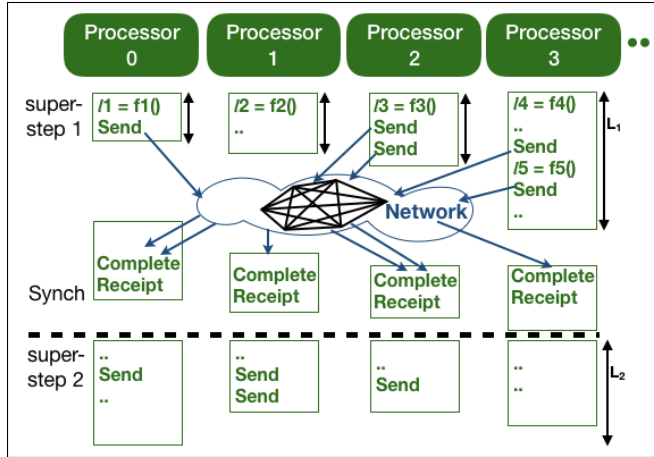 Processor 0
Processor 1
Processor 2
Processor 3
super-step 1
l1 = f1()
Send
l2 = f2()
..
l3 = f3()
Send
Send
l4 = f4()
..
Send
l5 = f5()
Send
..
L₁
Network
Synch
Complete
Receipt
Complete
Receipt
Complete
Receipt
Complete
Receipt
super-
step 2
..
Send
..
..
Send
Send
..
Send
..
..
L₂